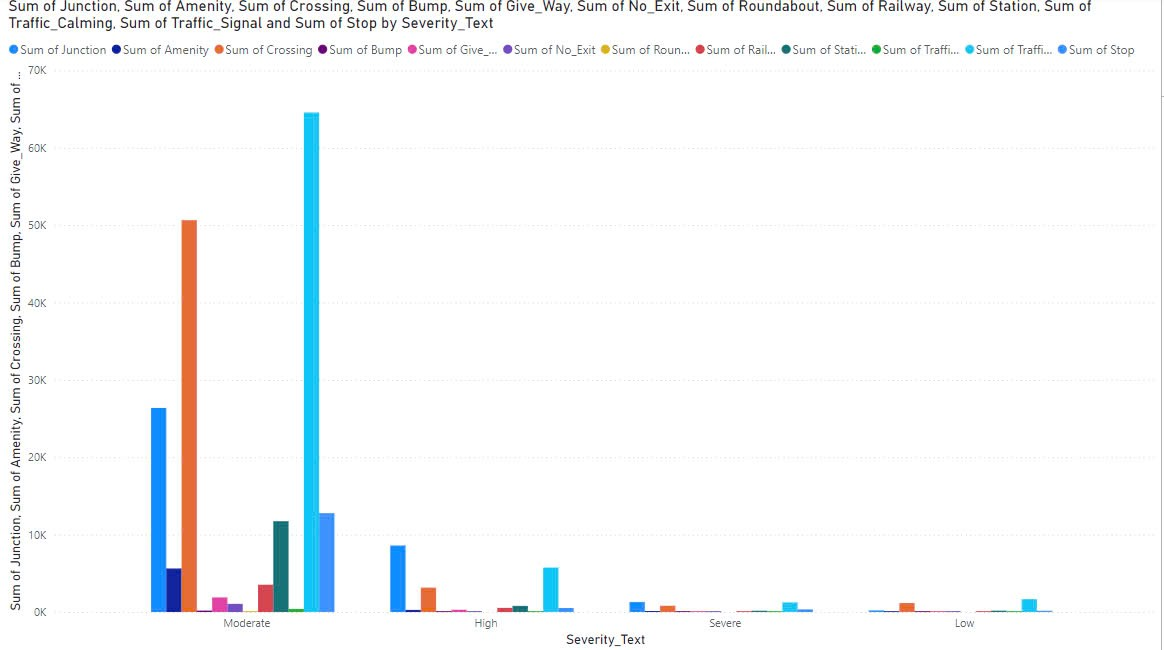 Sum of Junction, Sum of Amenity, Sum of Crossing, Sum of Bump, Sum of Give_Way, Sum of No_Exit, Sum of Roundabout, Sum of Railway, Sum of Station, Sum of
Traffic_Calming, Sum of Traffic_Signal and Sum of Stop by Severity_Text
Sum of Junction Sum of Amenity Sum of Crossing Sum of Bump Sum of Give_... Sum of No_Exit Sum of Roun... Sum of Rail... Sum of Stati... Sum of Traffi... Sum of Traffi... Sum of Stop
Sum of Junction, Sum of Amenity, Sum of Crossing, Sum of Bump, Sum of Give_Way, Sum of ...
70K
60K
50K
40K
30K
20K
10K
0K
Moderate High Severe Low
Severity_Text